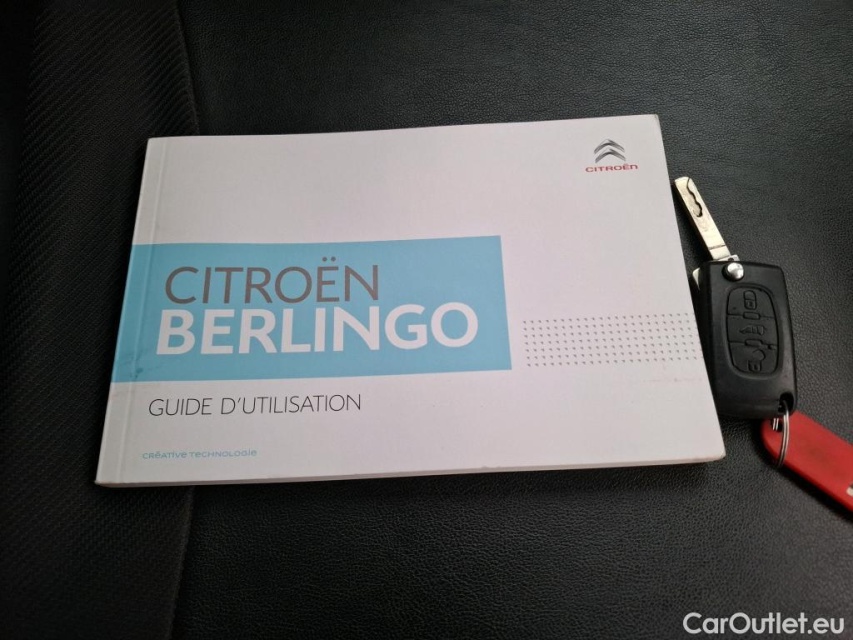 CITROËN
CITROËN
BERLINGO
GUIDE D'UTILISATION
CRÉATIVE TECHNOLOGIE
CarOutlet.eu